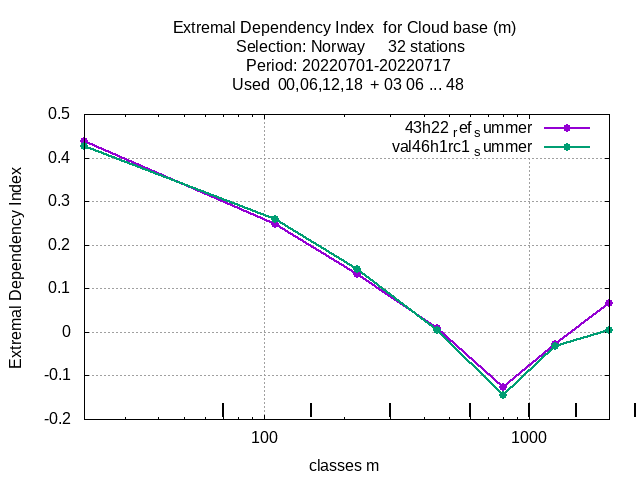 Extremal Dependency Index  for Cloud base (m)
Selection: Norway     32 stations
Period: 20220701-20220717
Used  00,06,12,18  + 03 06 ... 48
Extremal Dependency Index
0.5
0.4
0.3
0.2
0.1
0
-0.1
-0.2
43h22 ref summer
val46h1rc1 summer
100
1000
classes m